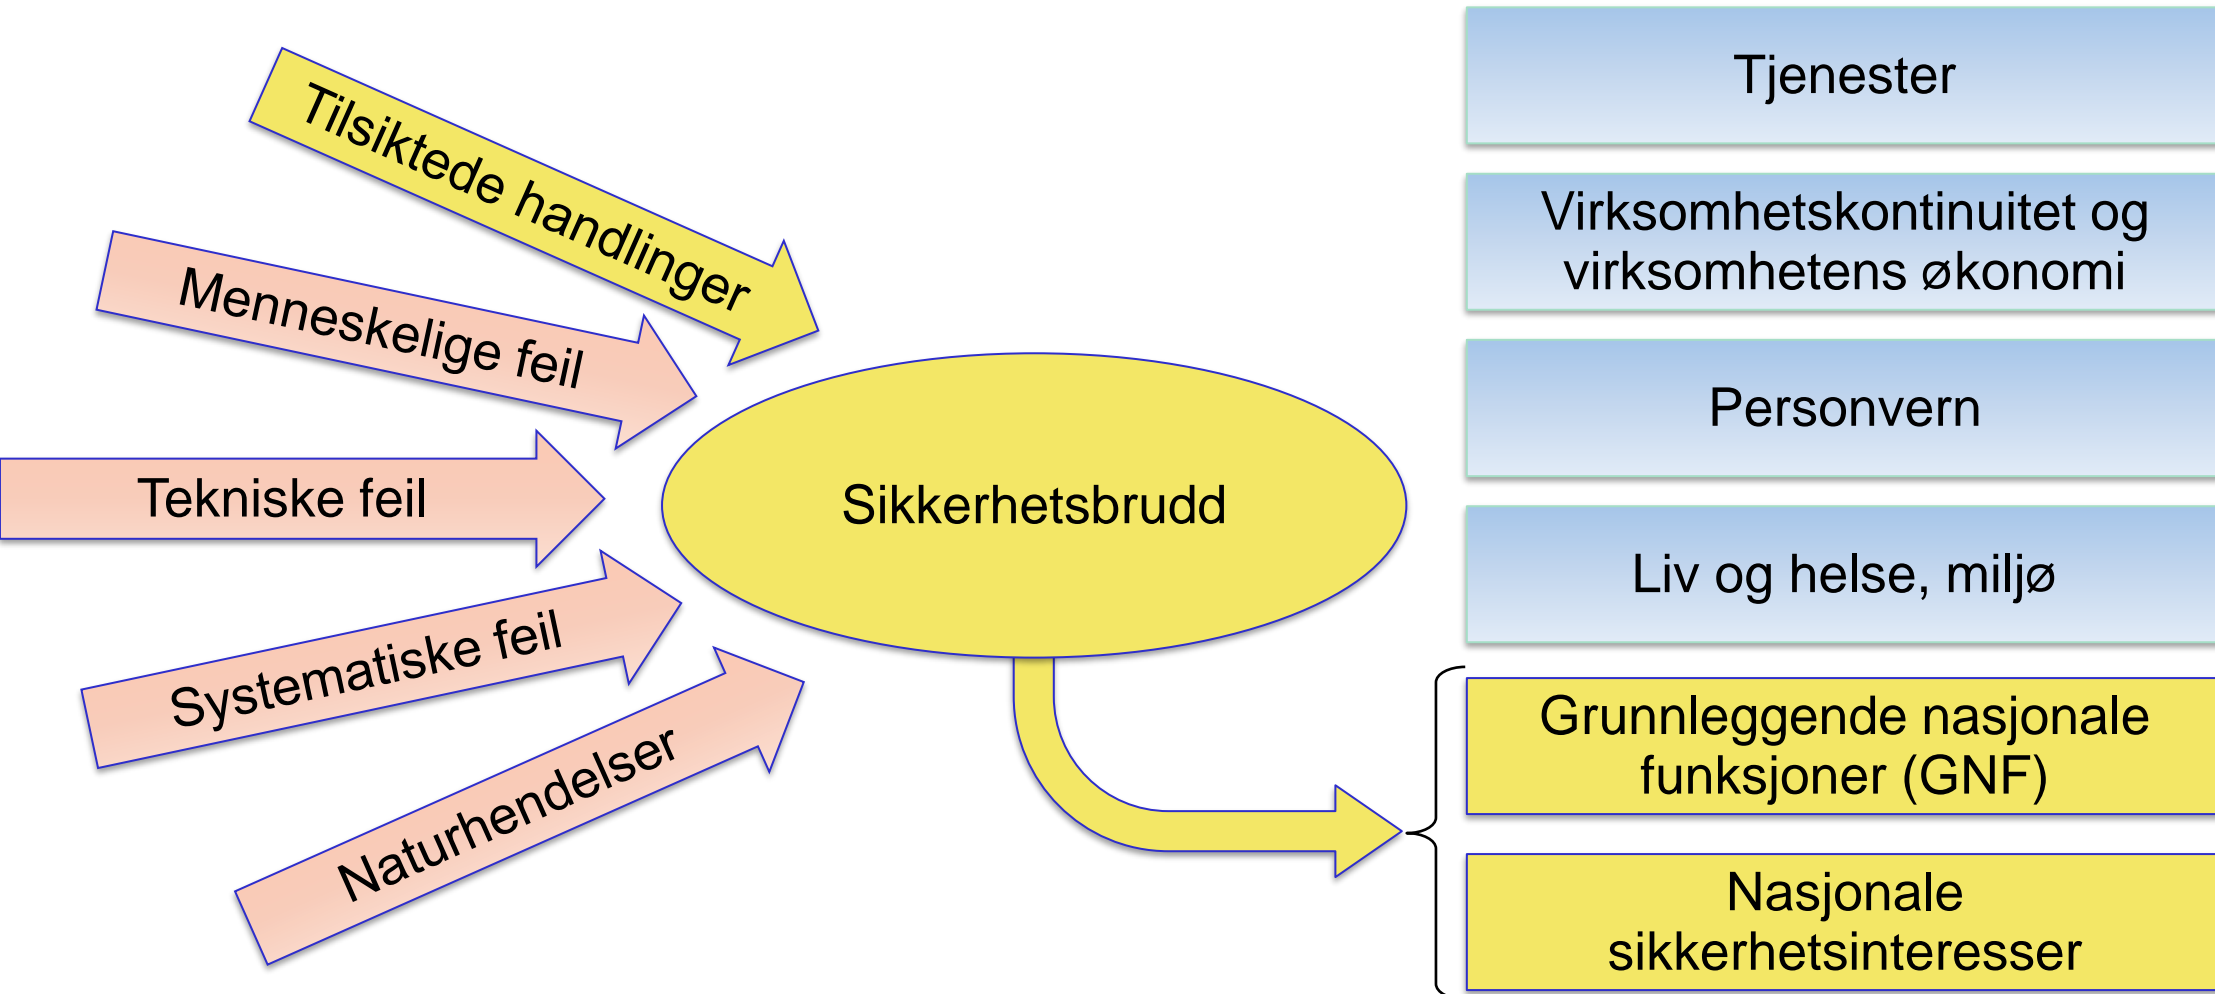 Tilsiktede handlinger
Menneskelige feil
Tekniske feil
Systematiske feil
Naturhendelser
Sikkerhetsbrudd
Tjenester
Virksomhetskontinuitet og
virksomhetens økonomi
Personvern
Liv og helse, miljø
Grunnleggende nasjonale
funksjoner (GNF)
Nasjonale
sikkerhetsinteresser